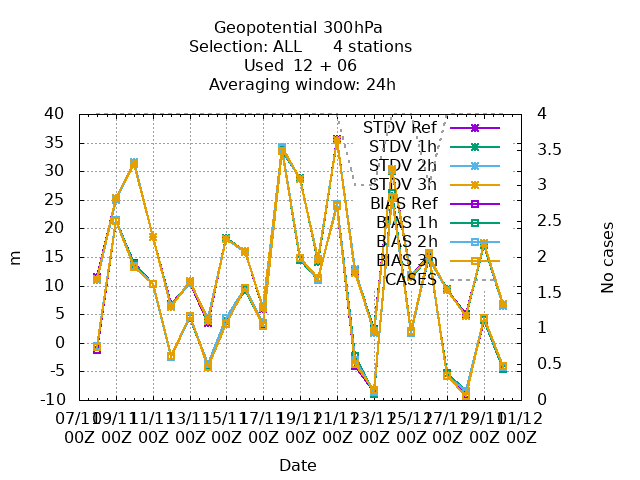 Geopotential 300hPa
Selection: ALL 4 stations
Used 12 + 06
Averaging window: 24h
40 4
35 3.5
30 3
25 2.5
20 2
15 1.5
10 1
5 0.5
0 0
-5
-10
m
No cases
STDV Ref
STDV 1h
STDV 2h
STDV 3h
BIAS Ref
BIAS 1h
BIAS 2h
BIAS 3h
CASES
07/11 09/11 11/11 13/11 15/11 17/11 19/11 21/11 23/11 25/11 27/11 29/11 01/12
00Z 00Z 00Z 00Z 00Z 00Z 00Z 00Z 00Z 00Z 00Z 00Z 00Z
Date